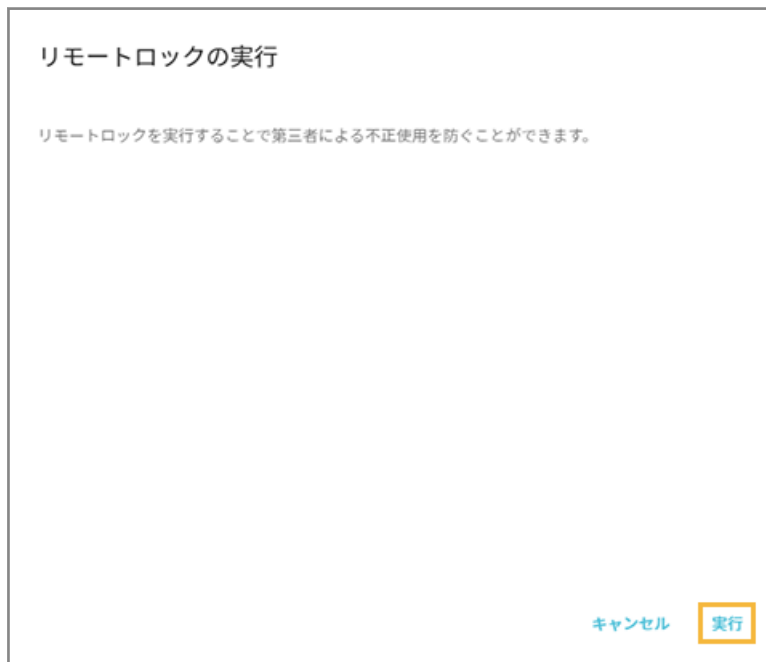 リモートロックの実行
リモートロックを実行することで第三者による不正使用を防ぐことができます。
キャンセル 実行